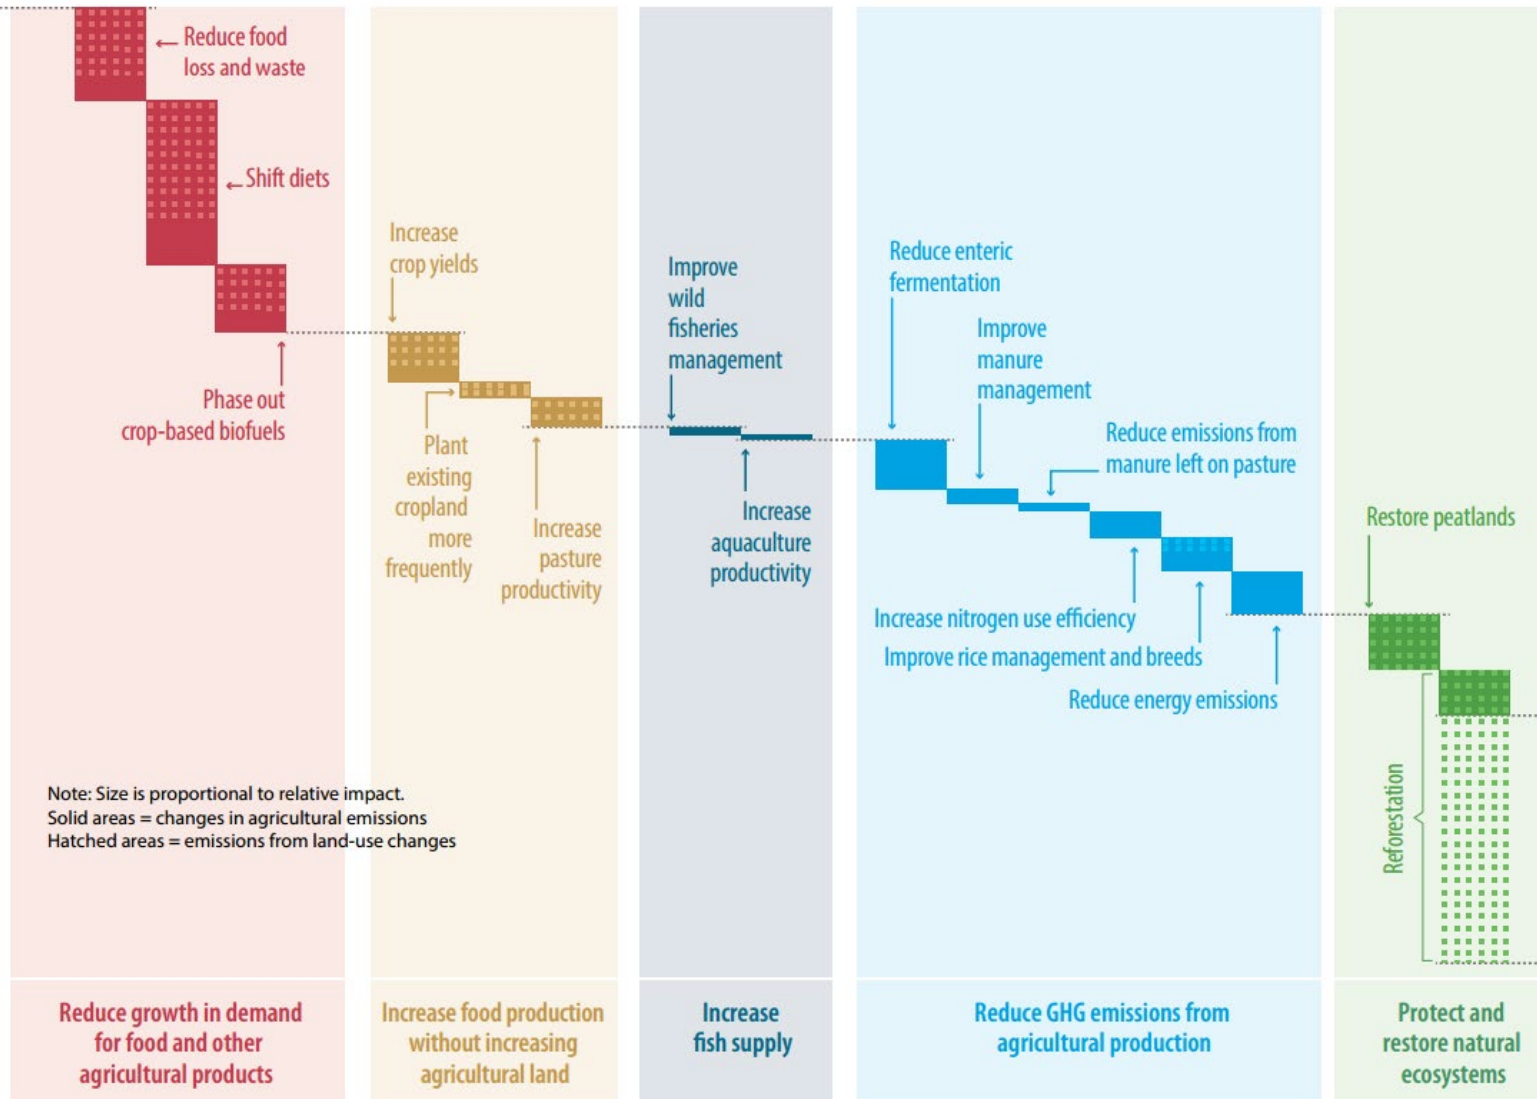 Reduce food
loss and waste
Shift diets
Phase out
crop-based biofuels
Increase
crop yields
Plant
existing
cropland
more
frequently
Increase
pasture
productivity
Improve
wild
fisheries
management
Increase
aquaculture
productivity
Reduce enteric
fermentation
Improve
manure
management
Reduce emissions from
manure left on pasture
Increase nitrogen use efficiency
Improve rice management and breeds
Reduce energy emissions
Restore peatlands
Reforestation
Note: Size is proportional to relative impact.
Solid areas = changes in agricultural emissions
Hatched areas = emissions from land-use changes
Reduce growth in demand
for food and other
agricultural products
Increase food production
without increasing
agricultural land
Increase
fish supply
Reduce GHG emissions from
agricultural production
Protect and
restore natural
ecosystems